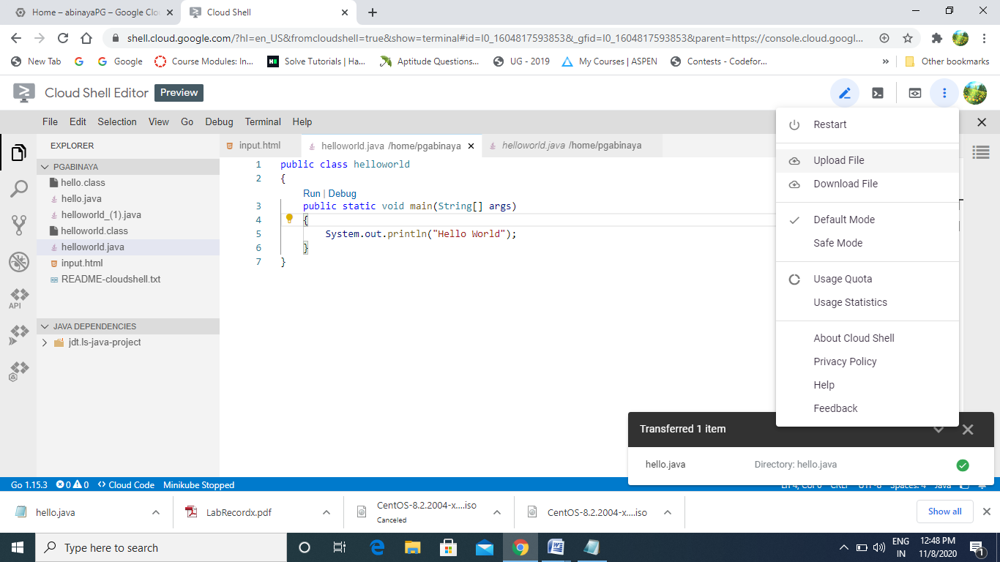 Home – abinayaPG – Google Clo
Cloud Shell
shell.cloud.google.com/?hl=en_US&fromcloudshell=true&show=terminal#id=I0_1604817593853&_gfid=I0_1604817593853&parent=https://console.cloud.googl...
New Tab
Google
Course Modules: In...
Solve Tutorials | Ha...
Aptitude Questions...
UG - 2019
My Courses | ASPEN
Contests - Codefor...
»
Other bookmarks
Cloud Shell Editor
Preview
File Edit Selection View Go Debug Terminal Help
Restart
Upload File
Download File
Default Mode
Safe Mode
Usage Quota
Usage Statistics
About Cloud Shell
Privacy Policy
Help
Feedback
EXPLORER
PGABINAYA
hello.class
hello.java
helloworld_(1).java
helloworld.class
helloworld.java
input.html
README-cloudshell.txt
JAVA DEPENDENCIES
jdt.ls-java-project
API
input.html
helloworld.java /home/pgabinaya
helloworld.java /home/pgabinaya
1 public class helloworld
2 {
Run | Debug
3 public static void main(String[] args)
4 {
5 System.out.println("Hello World");
6 }
7 }
Transferred 1 item
hello.java
Directory: hello.java
Go 1.15.3 0 0 Cloud Code Minikube Stopped
hello.java
LabRecordx.pdf
CentOS-8.2.2004-x....iso
Canceled
CentOS-8.2.2004-x....iso
Show all
Type here to search
ENG
IN
12:48 PM
11/8/2020
1